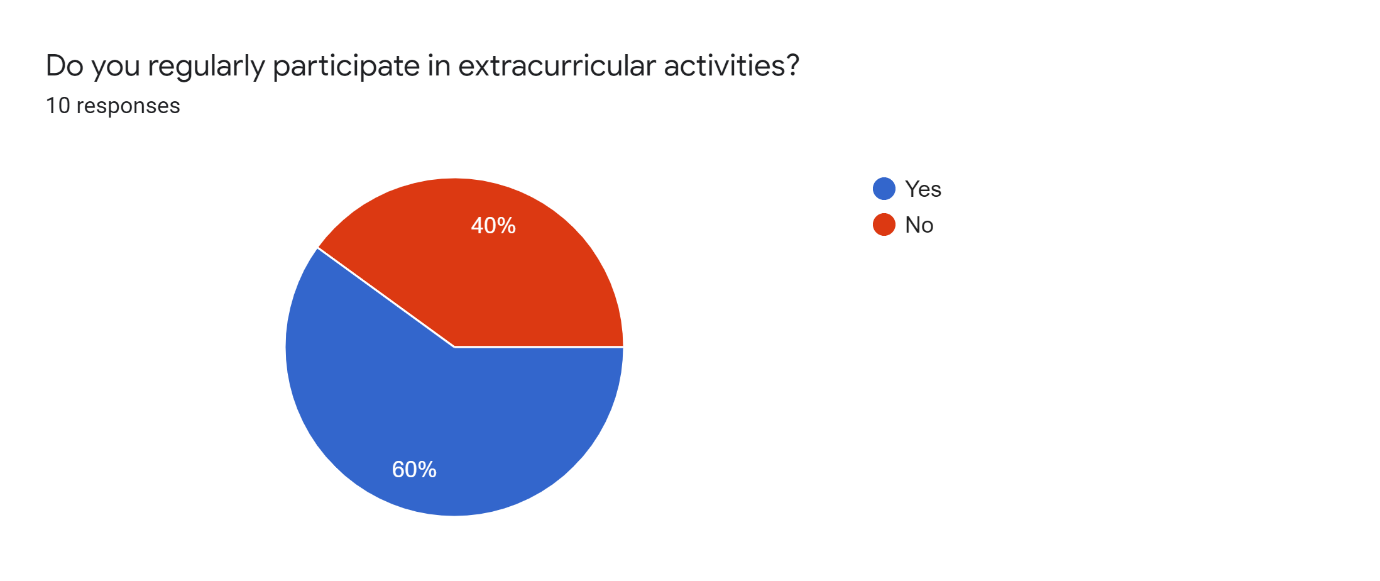 Do you regularly participate in extracurricular activities?
10 responses
Yes
No
40%
60%